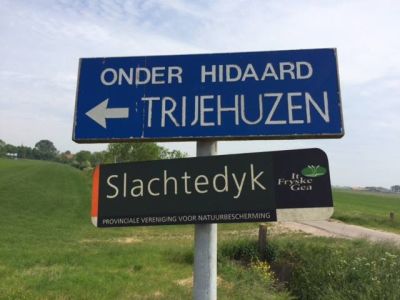 ONDER HIDAARD
TRIJEHUZEN
Slachtedyk
PROVINCIALE VERENIGING VOOR NATUURBESCHERMING
It
Fryske
Gea